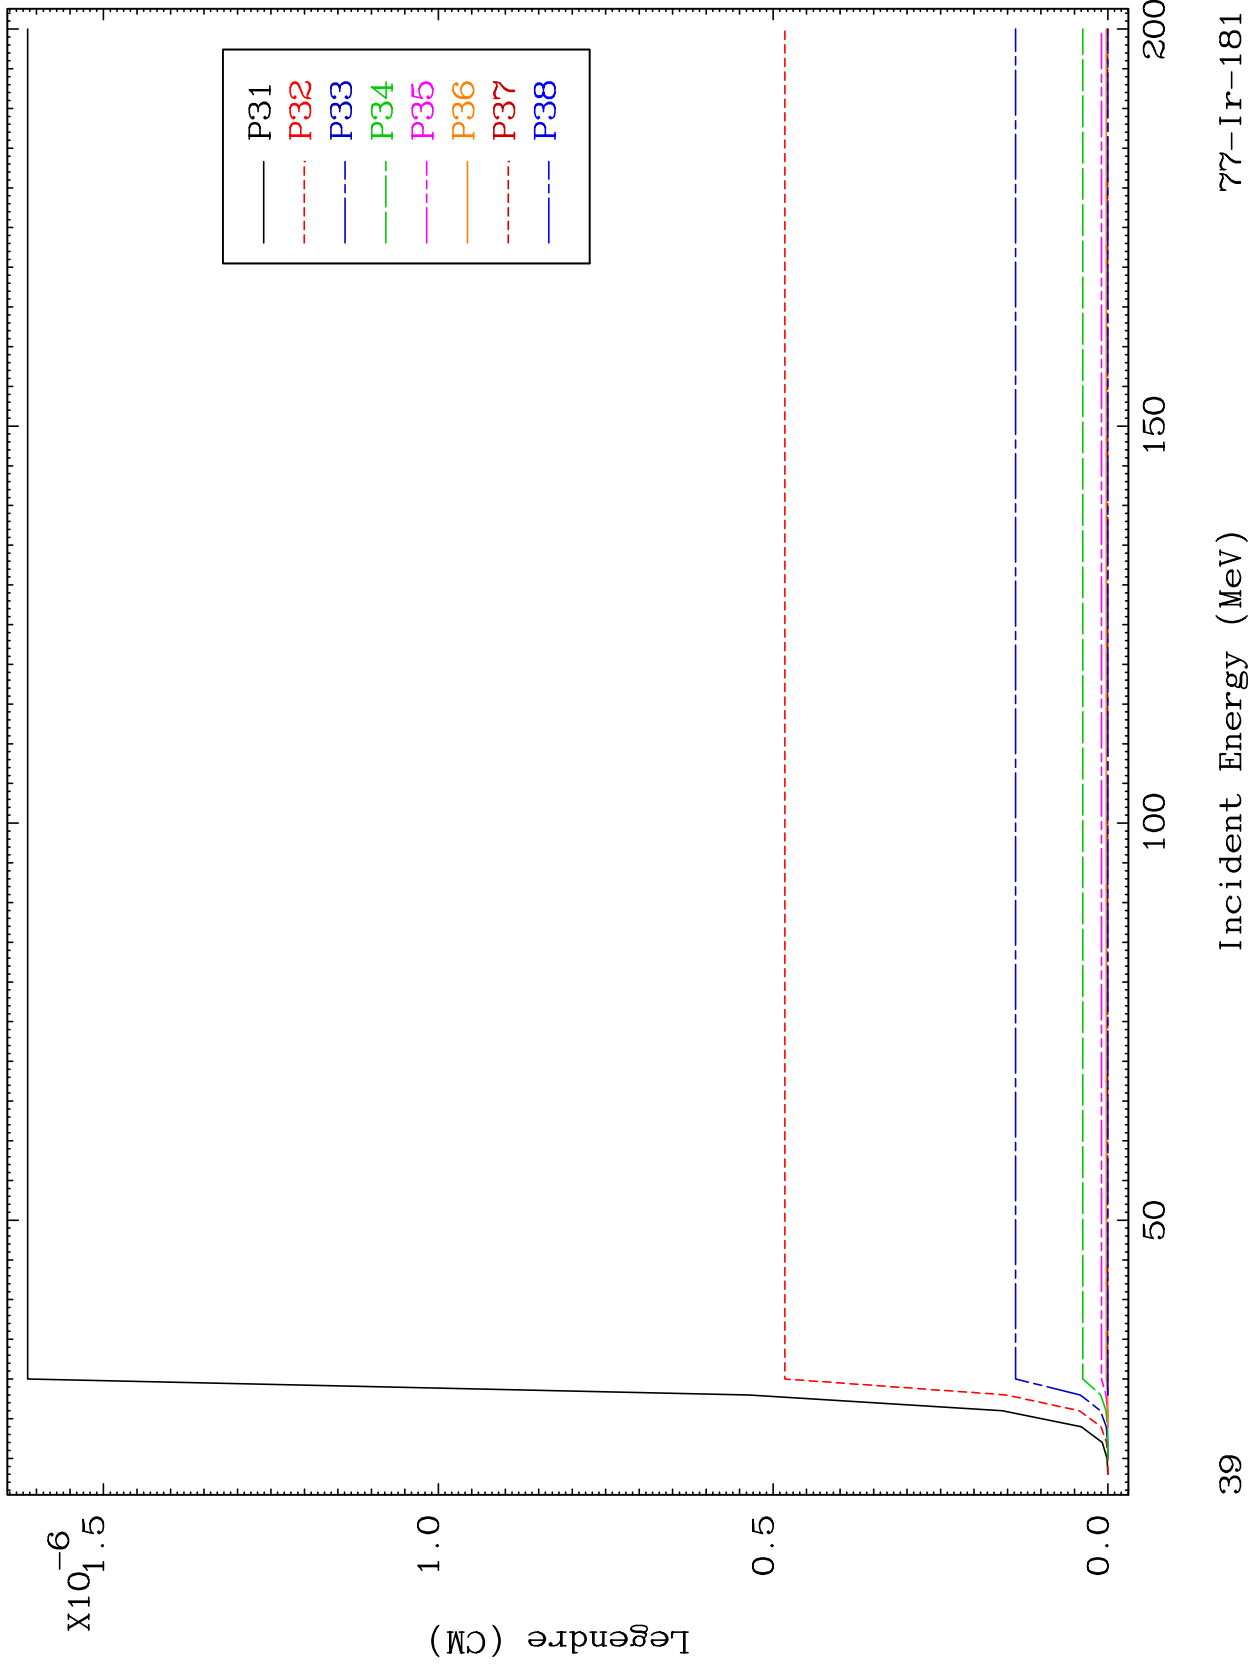 X10-6
1.5
1.0
0.5
0.0
Legendre (CM)
P31
P32
P33
P34
P35
P36
P37
P38
50
100
150
200
39
Incident Energy (MeV)
77-Ir-181